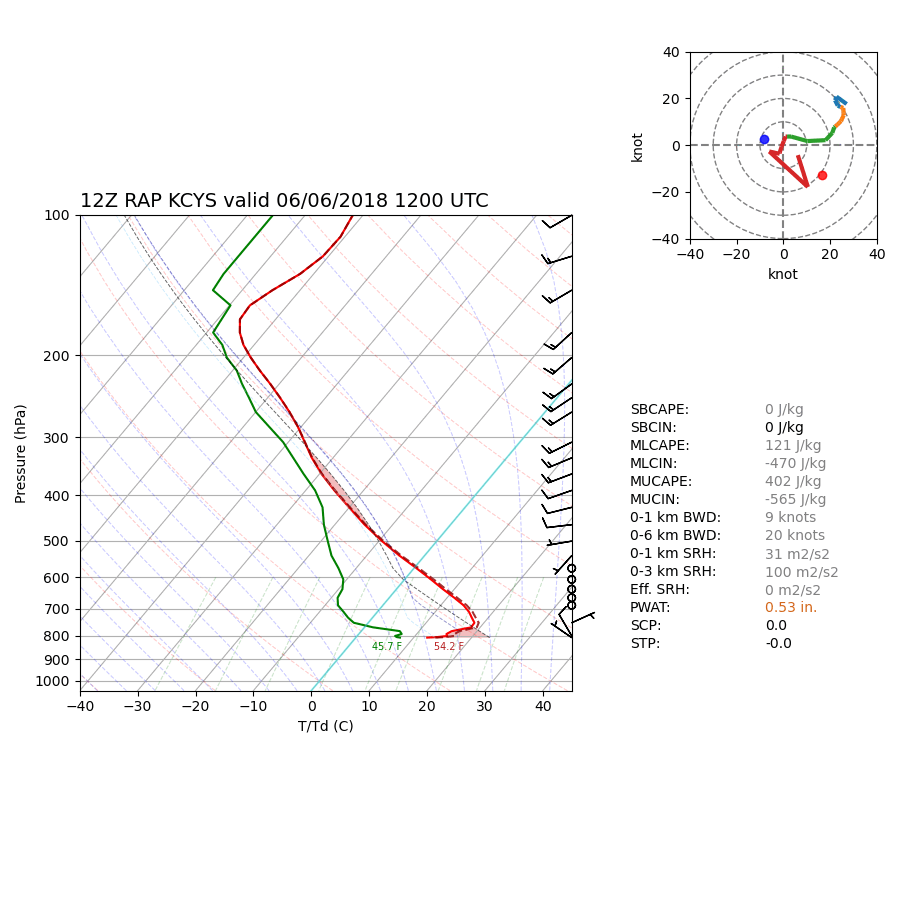 40
20
0
−20
−40
knot
−40 −20 0 20 40
knot
12Z RAP KCYS valid 06/06/2018 1200 UTC
100
200
300
400
500
600
700
800
900
1000
Pressure (hPa)
45.7 F 54.2 F
−40 −30 −20 −10 0 10 20 30 40
T/Td (C)
SBCAPE: 0 J/kg
SBCIN: 0 J/kg
MLCAPE: 121 J/kg
MLCIN: -470 J/kg
MUCAPE: 402 J/kg
MUCIN: -565 J/kg
0-1 km BWD: 9 knots
0-6 km BWD: 20 knots
0-1 km SRH: 31 m2/s2
0-3 km SRH: 100 m2/s2
Eff. SRH: 0 m2/s2
PWAT: 0.53 in.
SCP: 0.0
STP: -0.0